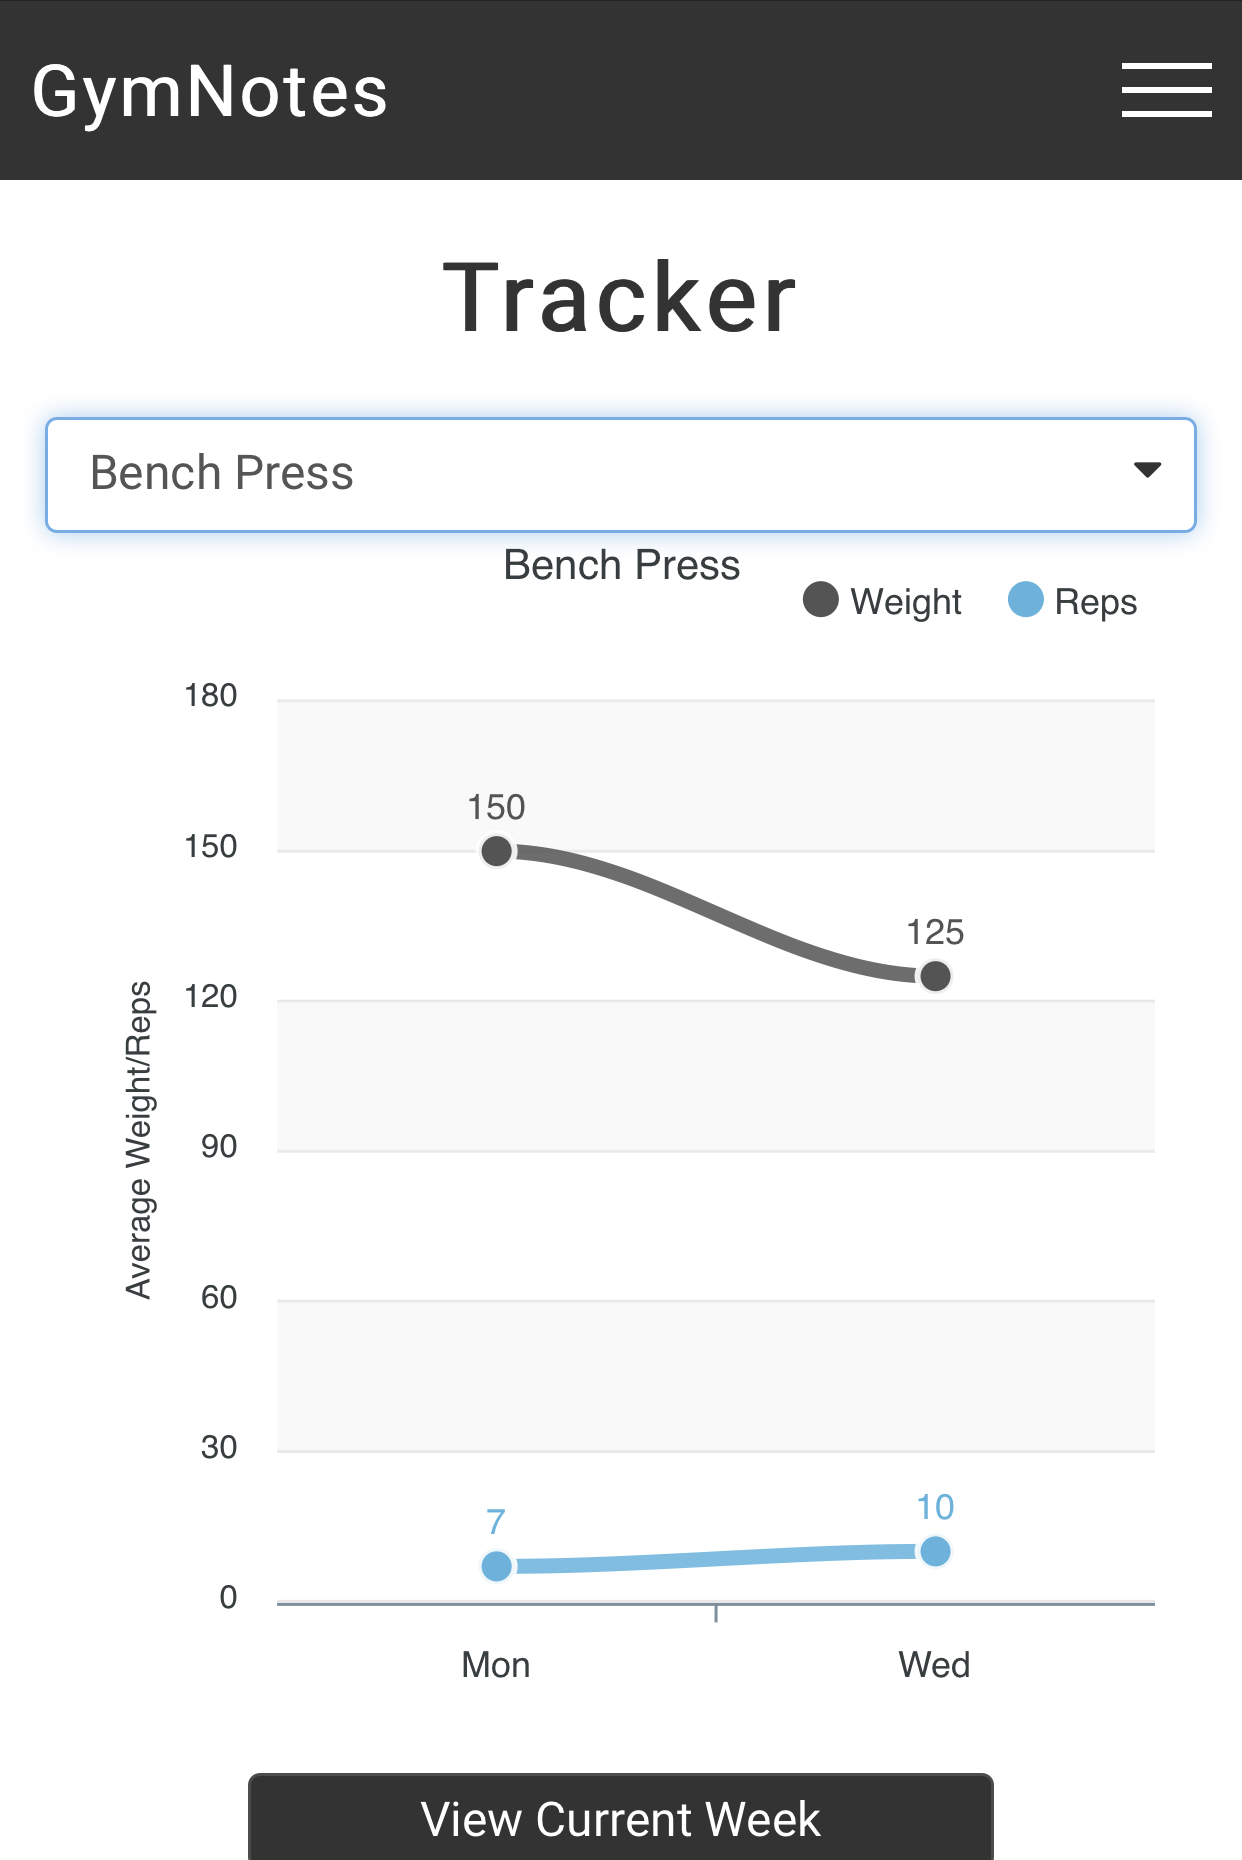 GymNotes
Tracker
Bench Press
Bench Press
Weight
Reps
180
150
150
125
120
Average Weight/Reps
90
60
30
7
10
0
Mon
Wed
View Current Week